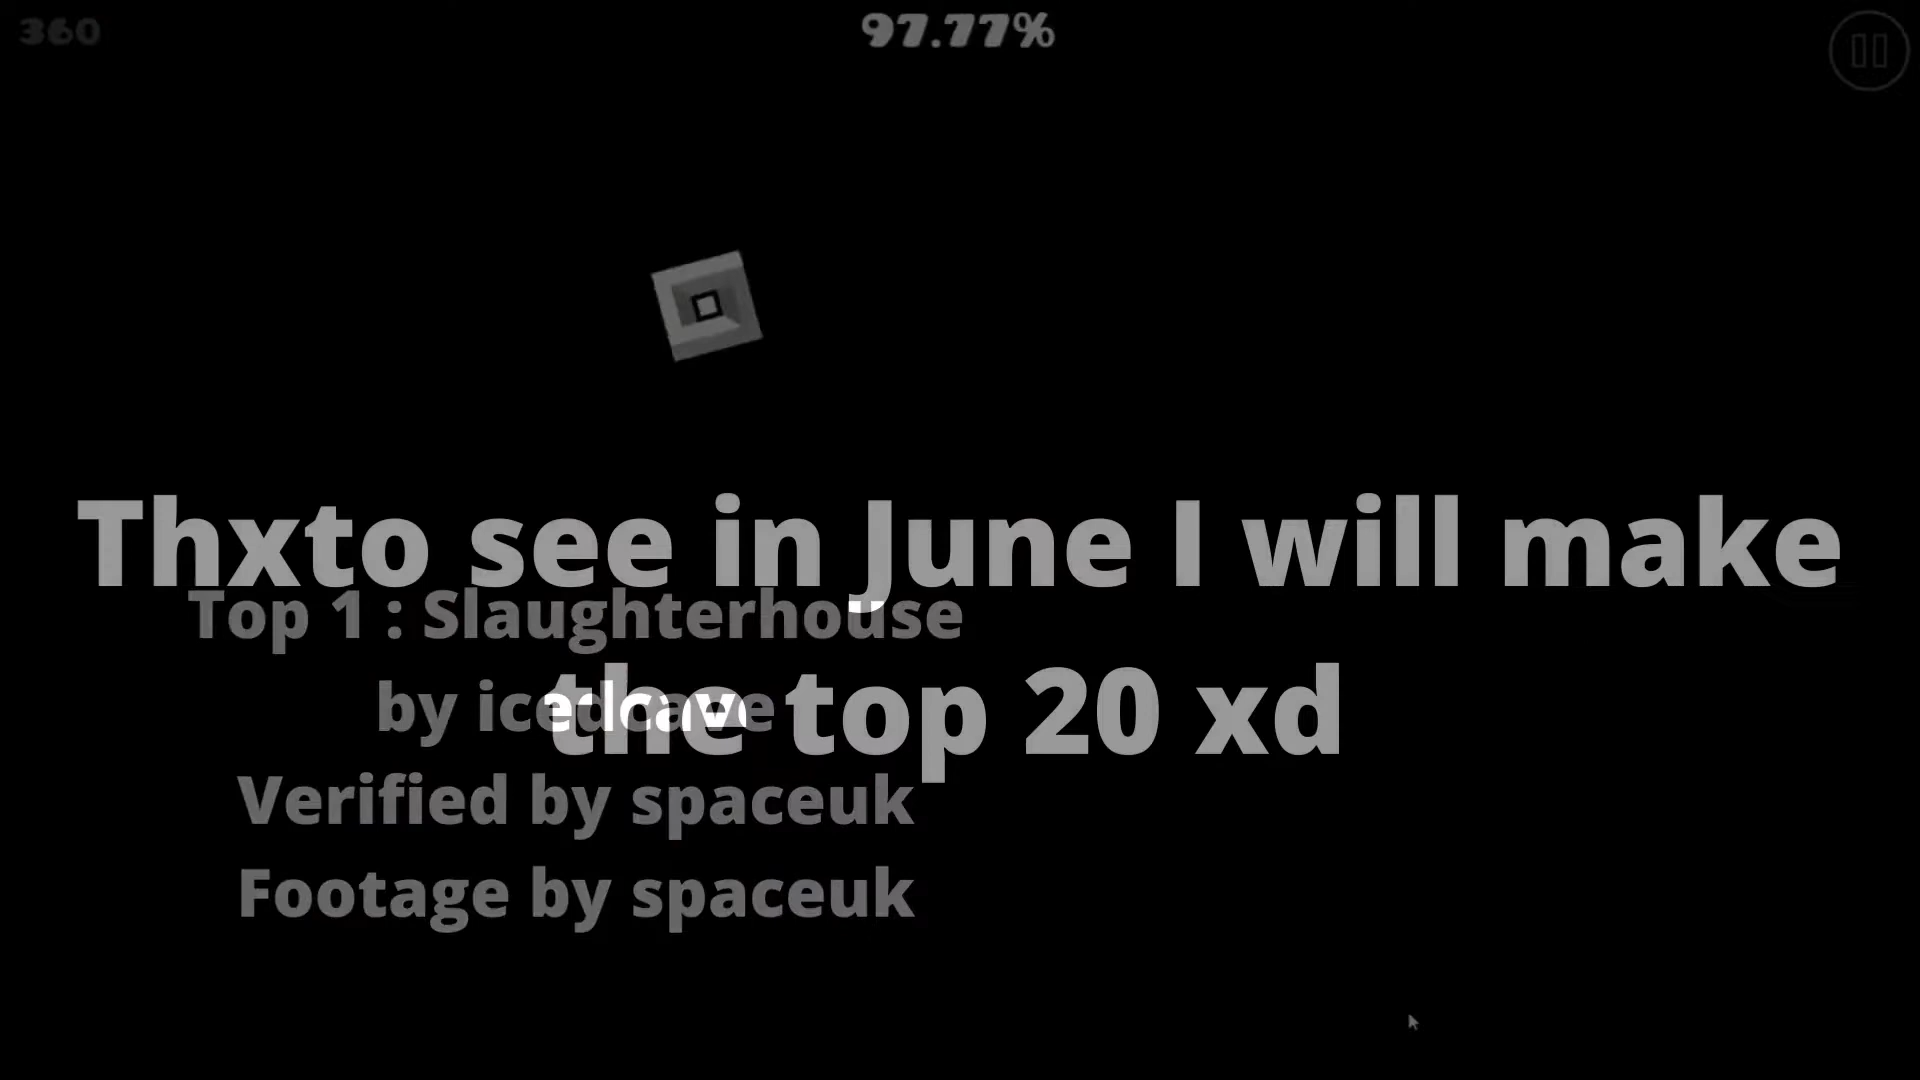 360
97.77%
Thxto see in June I will make
the top 20 xd
Top 1 : Slaughterhouse
by icedcave
Verified by spaceuk
Footage by spaceuk